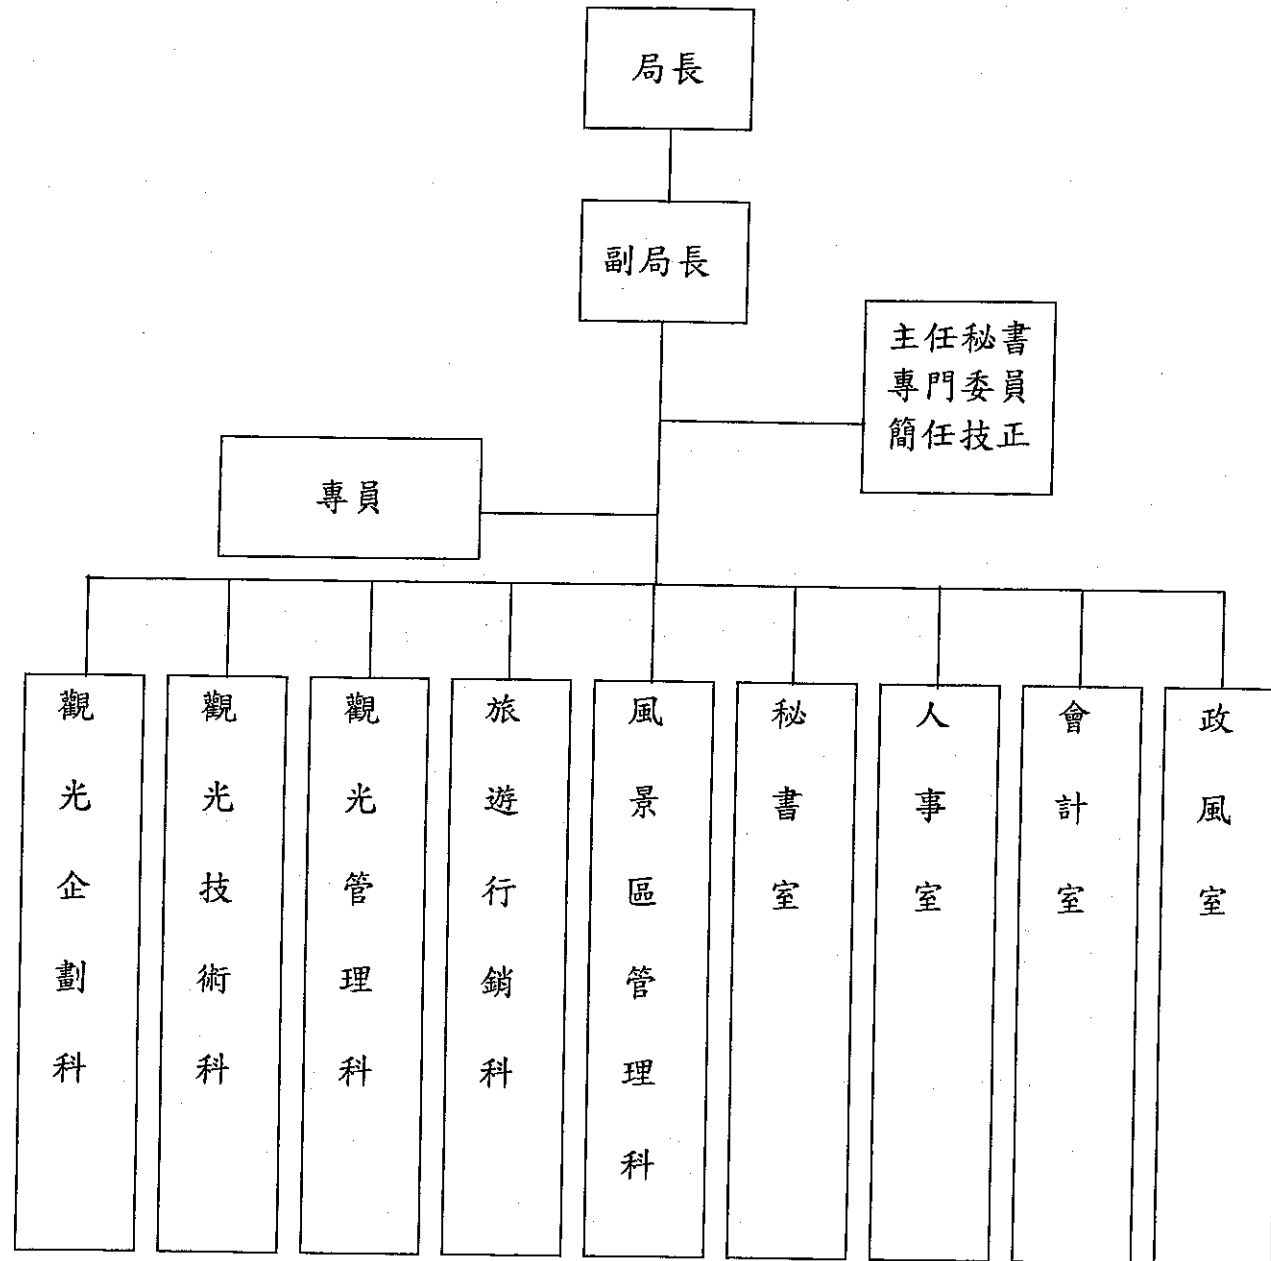 局長
副局長
主任秘書
專門委員
簡任技正
專員
觀光企劃科
觀光技術科
觀光管理科
旅遊行銷科
風景區管理科
秘書室
人事室
會計室
政風室